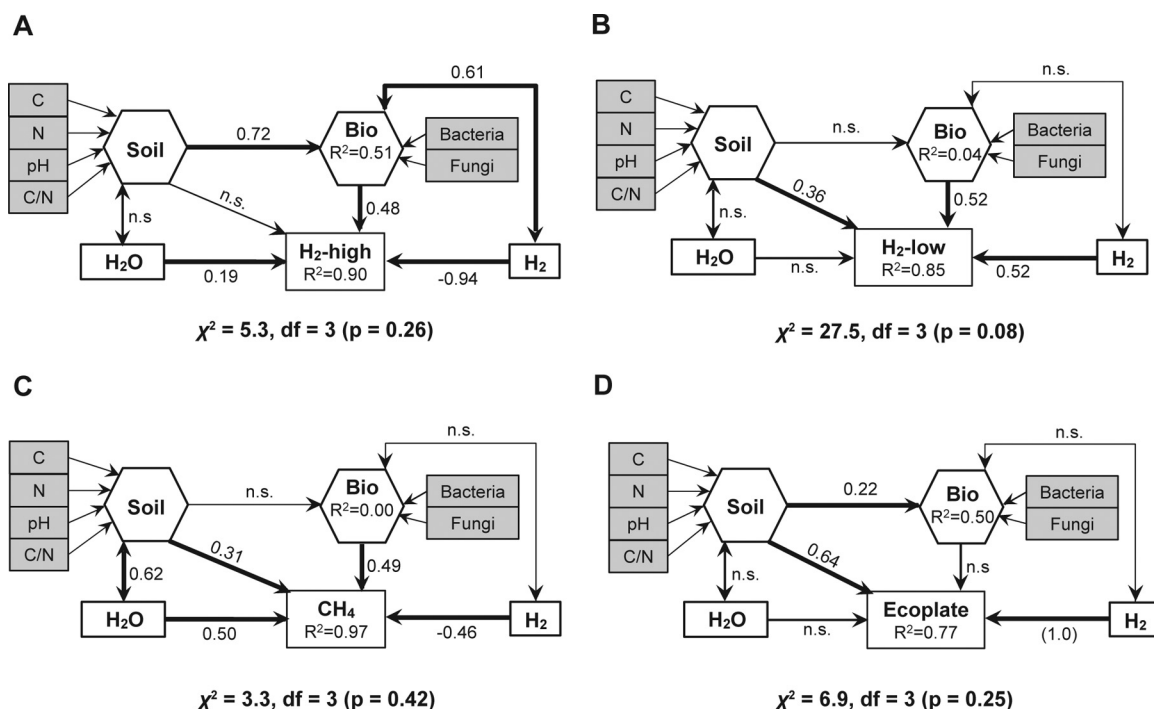 A
C
N
pH
C/N
Soil
0.72
Bio
R²=0.51
Bacteria
Fungi
0.61
n.s
n.s.
0.48
H₂O
0.19
H₂-high
R²=0.90
-0.94
H₂
χ² = 5.3, df = 3 (p = 0.26)
B
C
N
pH
C/N
Soil
n.s.
Bio
R²=0.04
Bacteria
Fungi
n.s.
n.s.
0.36
0.52
H₂O
n.s.
H₂-low
R²=0.85
0.52
H₂
χ² = 27.5, df = 3 (p = 0.08)
C
C
N
pH
C/N
Soil
n.s.
Bio
R²=0.00
Bacteria
Fungi
n.s.
0.62
0.31
0.49
H₂O
0.50
CH₄
R²=0.97
-0.46
H₂
χ² = 3.3, df = 3 (p = 0.42)
D
C
N
pH
C/N
Soil
0.22
Bio
R²=0.50
Bacteria
Fungi
n.s.
n.s.
0.64
n.s
H₂O
n.s.
Ecoplate
R²=0.77
(1.0)
H₂
χ² = 6.9, df = 3 (p = 0.25)